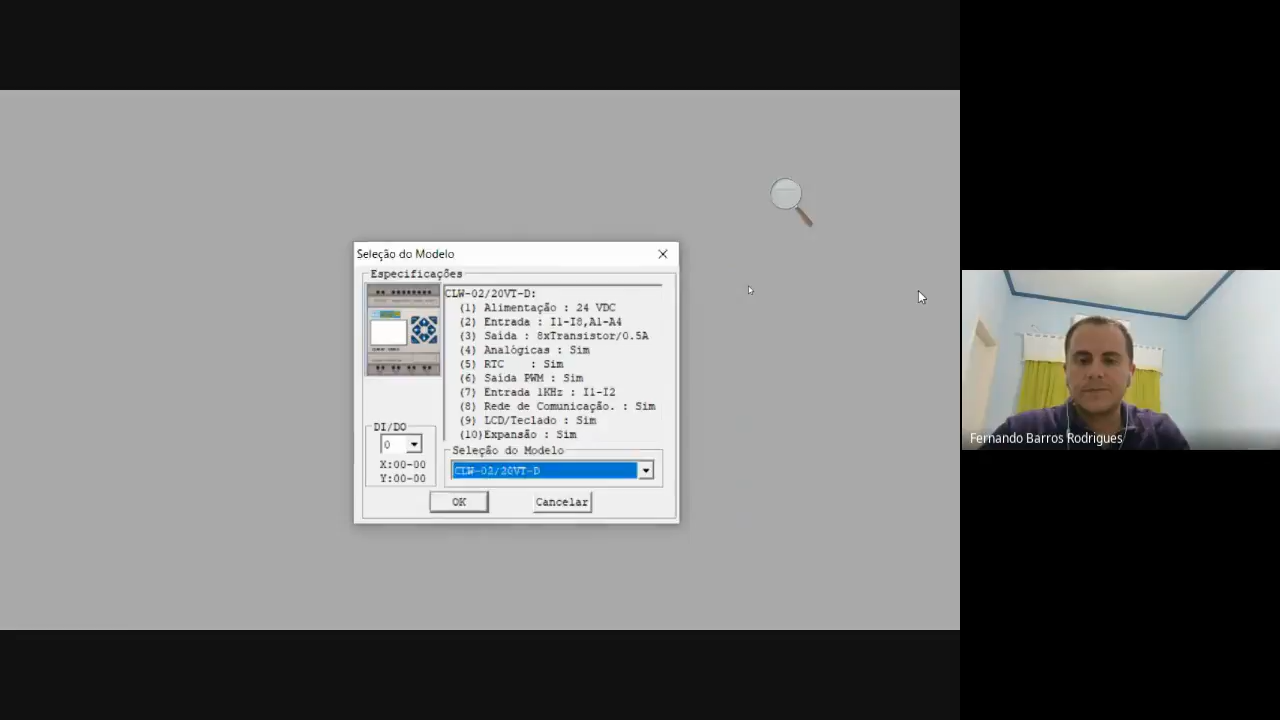 Seleção do Modelo
Especificações
CLW-02/20VT-D:
(1) Alimentação : 24 VDC
(2) Entrada : I1-I8,A1-A4
(3) Saída : 8xTransistor/0.5A
(4) Analógicas : Sim
(5) RTC : Sim
(6) Saída PWM : Sim
(7) Entrada 1KHz : I1-I2
(8) Rede de Comunicação. : Sim
(9) LCD/Teclado : Sim
(10)Expansão : Sim
DI/DO
0
X:00-00
Y:00-00
Seleção do Modelo
CLW-02/20VT-D
OK
Cancelar
Fernando Barros Rodrigues